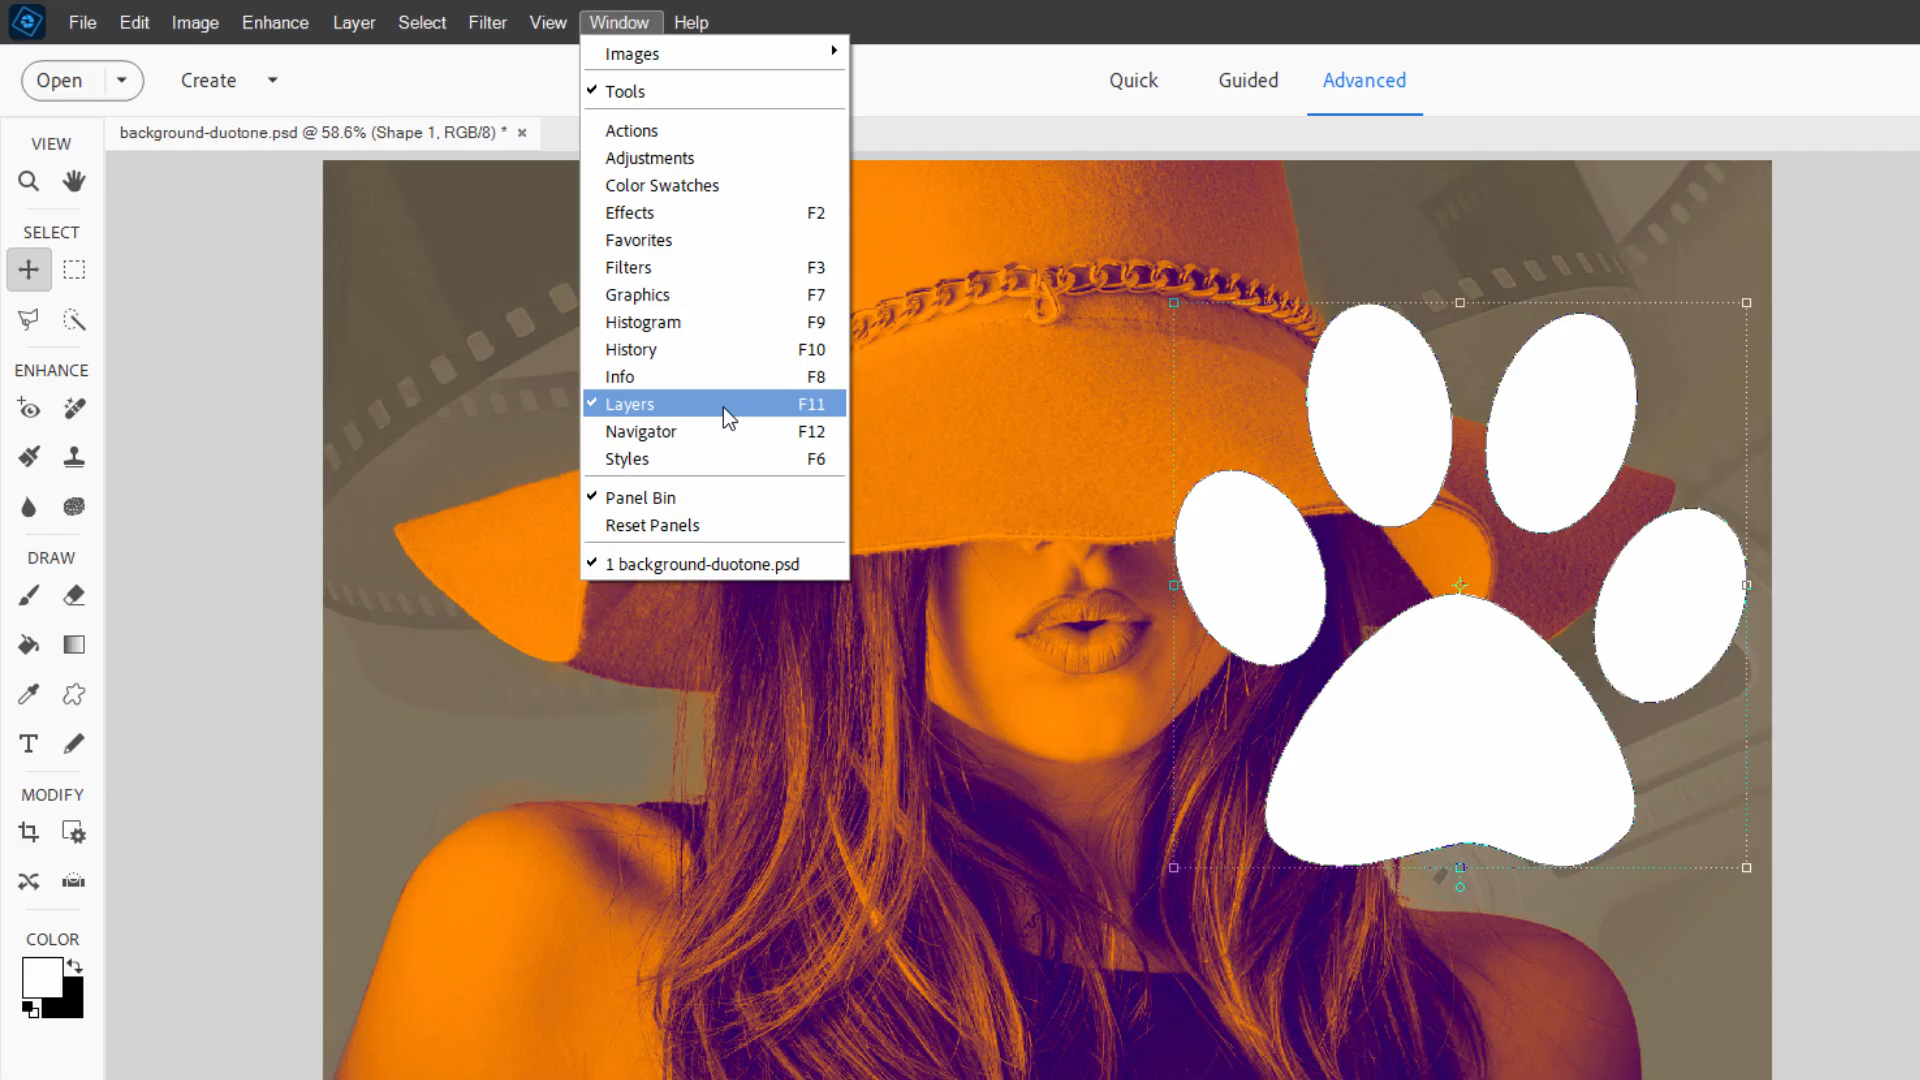 File Edit Image Enhance Layer Select Filter View Window Help
Open Create Quick Guided Advanced
background-duotone.psd @ 58.6% (Shape 1, RGB/8) *
Images
Tools
Actions
Adjustments
Color Swatches
Effects F2
Favorites
Filters F3
Graphics F7
Histogram F9
History F10
Info F8
Layers F11
Navigator F12
Styles F6
Panel Bin
Reset Panels
1 background-duotone.psd
VIEW
SELECT
ENHANCE
DRAW
MODIFY
COLOR